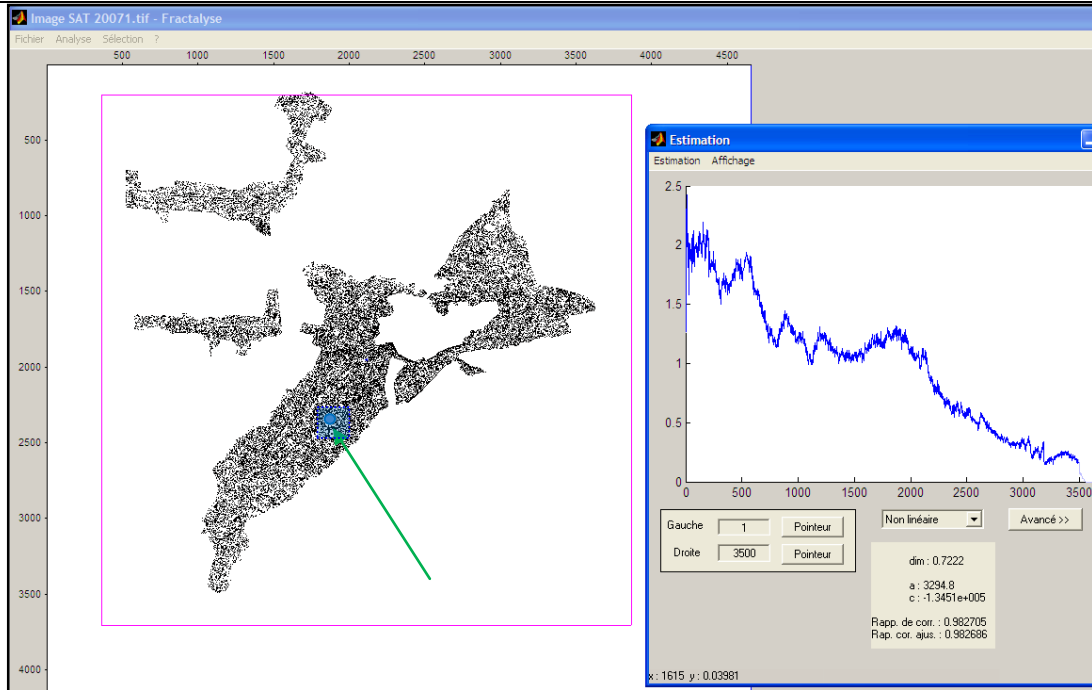 Image SAT 20071.tif - Fractalyse
Fichier Analyse Sélection ?
500 1000 1500 2000 2500 3000 3500 4000 4500
500
1000
1500
2000
2500
3000
3500
4000
Estimation
Estimation Affichage
2.5
2
1.5
1
0.5
0
0 500 1000 1500 2000 2500 3000 3500
Gauche 1 Pointeur
Droite 3500 Pointeur
Non linéaire Avancé >>
dim : 0.7222
a : 3294.8
c : -1.3451e+005
Rapp. de corr. : 0.982705
Rap. cor. ajus. : 0.982686
x : 1615 y : 0.03981